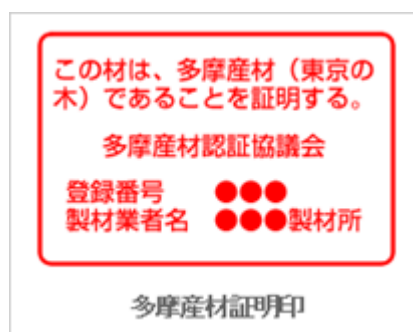 この材は、多摩産材（東京の
木）であることを証明する。
多摩産材認証協議会
登録番号　●●●
製材業者名　●●●製材所
多摩産材証明印